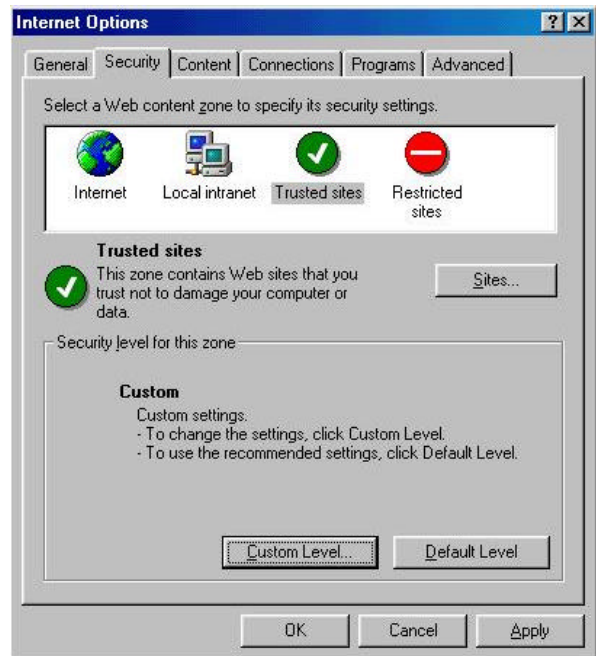 Internet Options
General Security Content Connections Programs Advanced
Select a Web content zone to specify its security settings.
Internet Local intranet Trusted sites Restricted sites
Trusted sites
This zone contains Web sites that you
trust not to damage your computer or
data.
Sites...
Security level for this zone
Custom
Custom settings.
- To change the settings, click Custom Level.
- To use the recommended settings, click Default Level.
Custom Level... Default Level
OK Cancel Apply